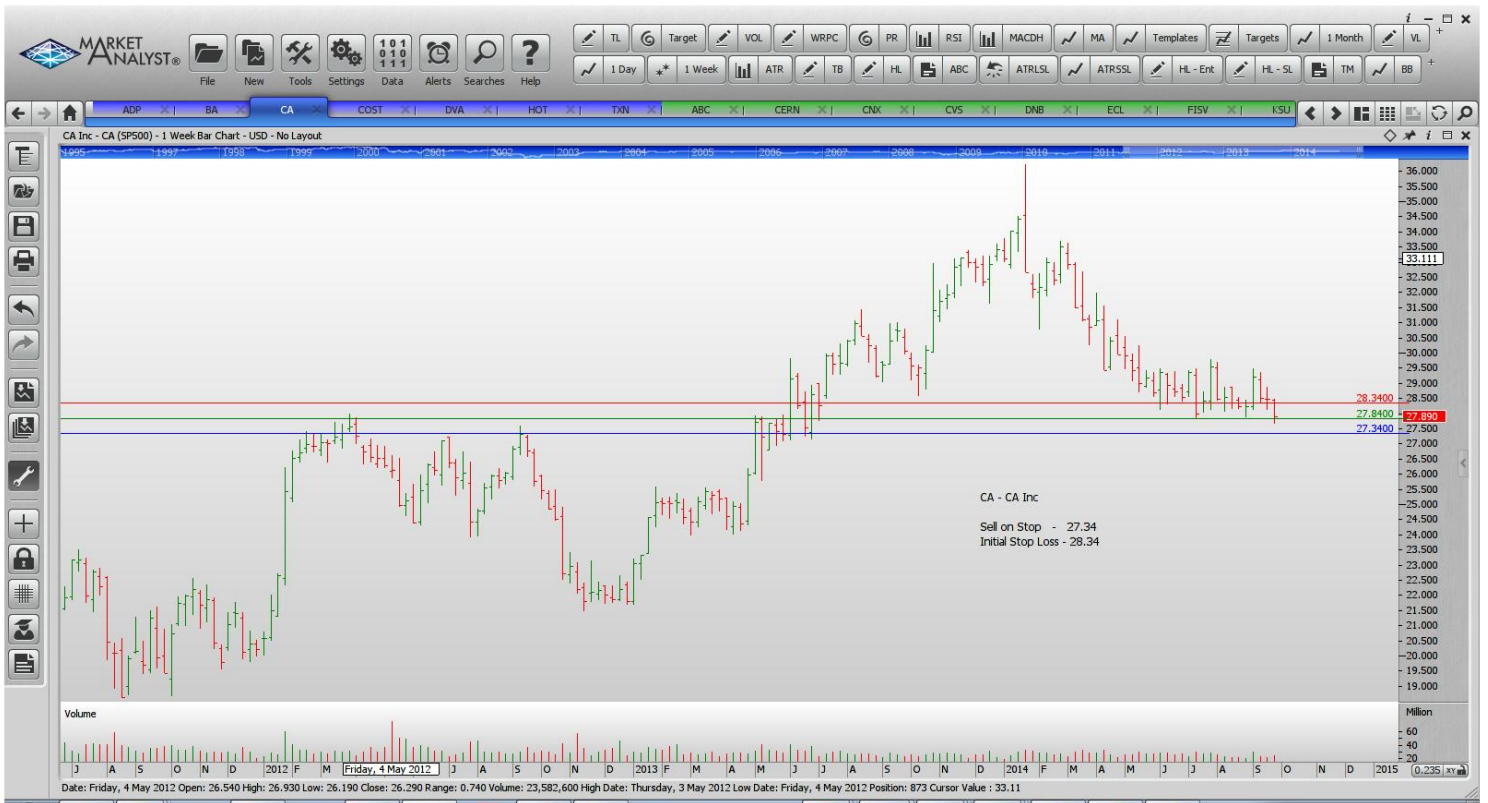 MARKET
ANALYST®
File New Tools Settings Data Alerts Searches Help
101
010
111
TL Target VOL WRPC PR RSI MACDH MA Templates Targets 1 Month VL +
1 Day 1 Week ATR TB HL ABC ATRLSL ATRSSL HL - Ent HL - SL TM BB +
ADP BA CA COST DVA HOT TXN ABC CERN CNX CVS DNB ECL FISV KSU
CA Inc - CA (SP500) - 1 Week Bar Chart - USD - No Layout
1995 1997 1998 1999 2000 2001 2002 2003 2004 2005 2006 2007 2008 2009 2010 2011 2012 2013 2014
36.000
35.500
35.000
34.500
34.000
33.500
33.111
32.500
32.000
31.500
31.000
30.500
30.000
29.500
29.000
28.500
28.3400
27.8400
27.890
27.3400
27.500
27.000
26.500
26.000
25.500
25.000
24.500
24.000
23.500
23.000
22.500
22.000
21.500
21.000
20.500
20.000
19.500
19.000
CA - CA Inc
Sell on Stop - 27.34
Initial Stop Loss - 28.34
Volume
Million
60
40
20
J A S O N D 2012 F M Friday, 4 May 2012 J A S O N D 2013 F M A M J J A S O N D 2014 F M A M J J A S O N D 2015 0.235 XY
Date: Friday, 4 May 2012 Open: 26.540 High: 26.930 Low: 26.190 Close: 26.290 Range: 0.740 Volume: 23,582,600 High Date: Thursday, 3 May 2012 Low Date: Friday, 4 May 2012 Position: 873 Cursor Value : 33.11